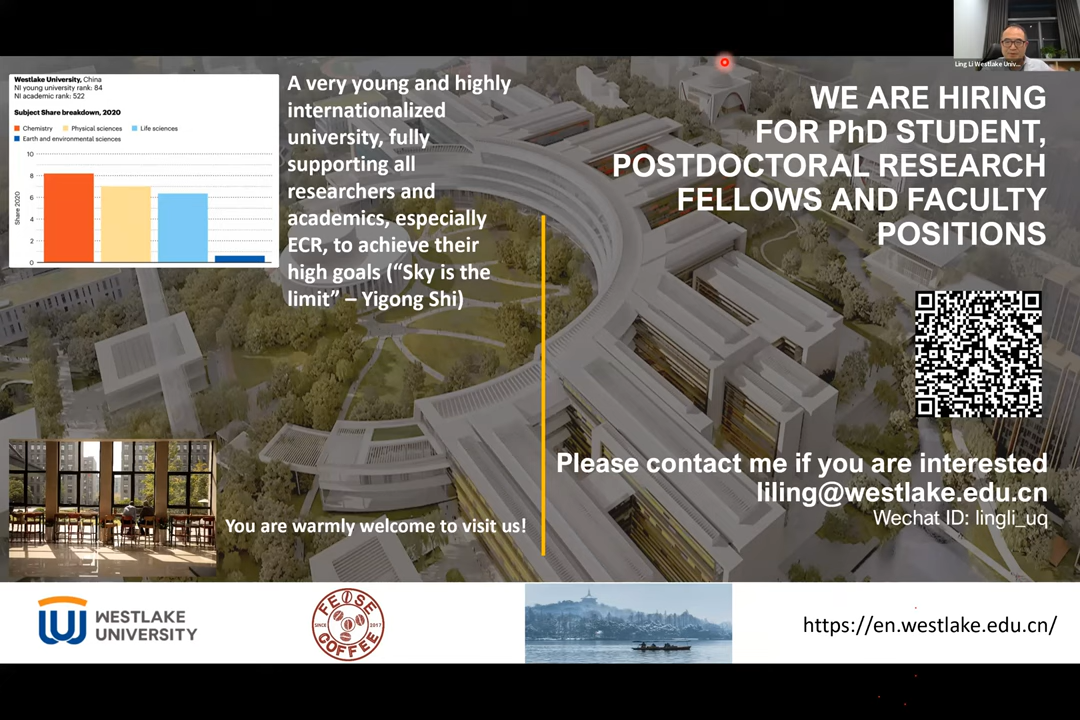 Ling Li Westlake Univ...
Westlake University, China
NI young university rank: 84
NI academic rank: 522
Subject Share breakdown, 2020
Chemistry Physical sciences Life sciences
Earth and environmental sciences
10
8
6
4
2
0
Share 2020
A very young and highly
internationalized
university, fully
supporting all
researchers and
academics, especially
ECR, to achieve their
high goals (“Sky is the
limit” – Yigong Shi)
WE ARE HIRING
FOR PhD STUDENT,
POSTDOCTORAL RESEARCH
FELLOWS AND FACULTY
POSITIONS
Please contact me if you are interested
liling@westlake.edu.cn
Wechat ID: lingli_uq
You are warmly welcome to visit us!
WESTLAKE
UNIVERSITY
SINCE 2017
COFFEE
https://en.westlake.edu.cn/